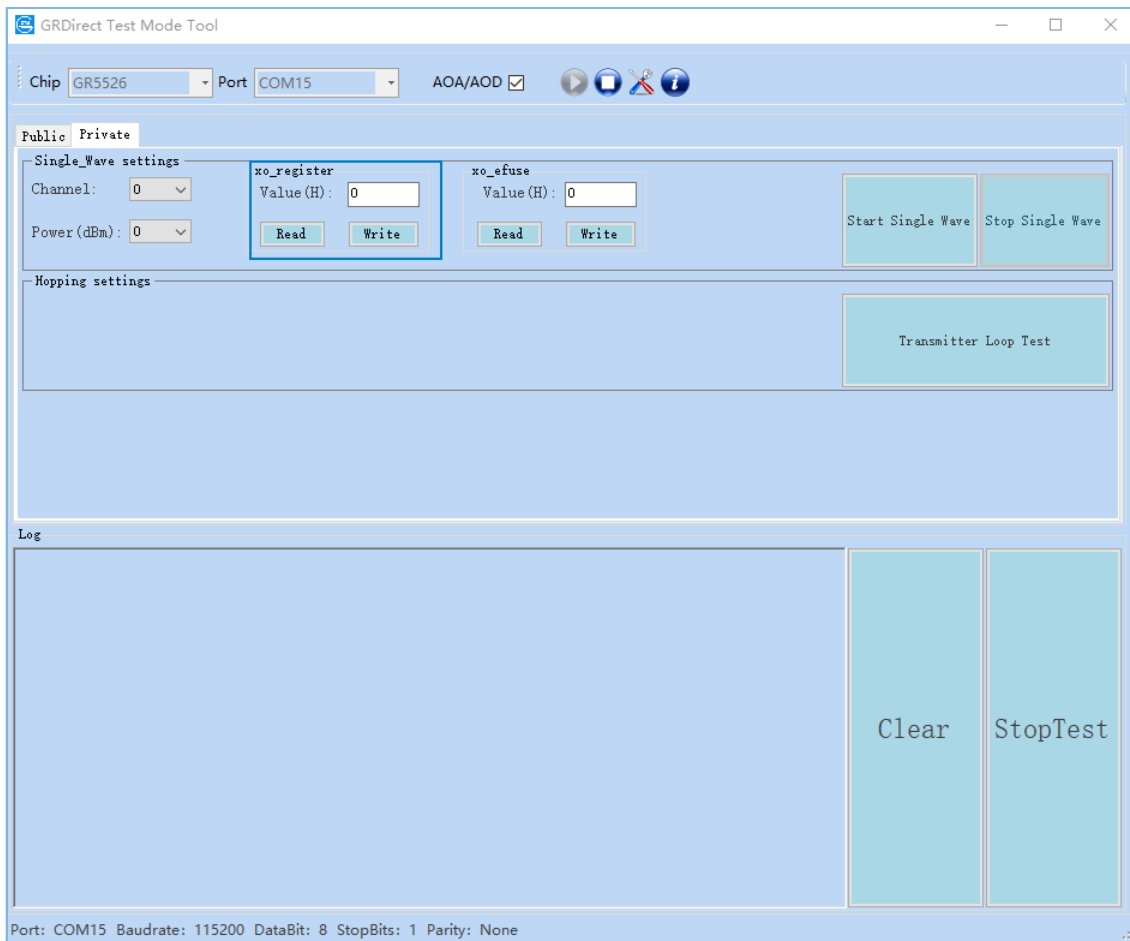 GRDirect Test Mode Tool
Chip GR5526 Port COM15 AOA/AOD
Public Private
Single_Wave settings
Channel: 0
Power(dBm): 0
xo_register
Value(H): 0
Read Write
xo_efuse
Value(H): 0
Read Write
Start Single Wave Stop Single Wave
Hopping settings
Transmitter Loop Test
Log
Clear StopTest
Port: COM15 Baudrate: 115200 DataBit: 8 StopBits: 1 Parity: None